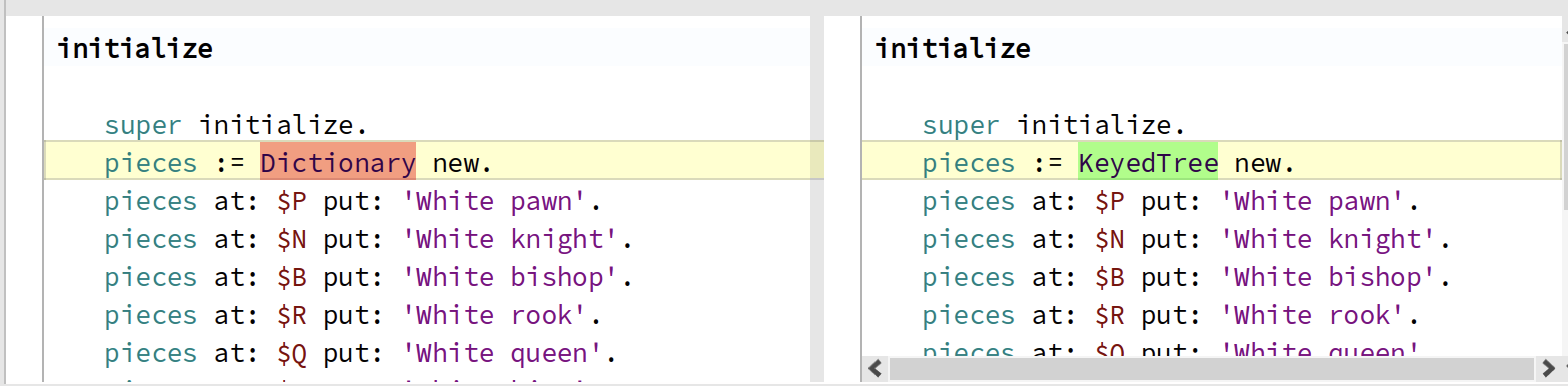 initialize
super initialize.
pieces := Dictionary new.
pieces at: $P put: 'White pawn'.
pieces at: $N put: 'White knight'.
pieces at: $B put: 'White bishop'.
pieces at: $R put: 'White rook'.
pieces at: $Q put: 'White queen'.
initialize
super initialize.
pieces := KeyedTree new.
pieces at: $P put: 'White pawn'.
pieces at: $N put: 'White knight'.
pieces at: $B put: 'White bishop'.
pieces at: $R put: 'White rook'.
pieces at: $Q put: 'White queen'